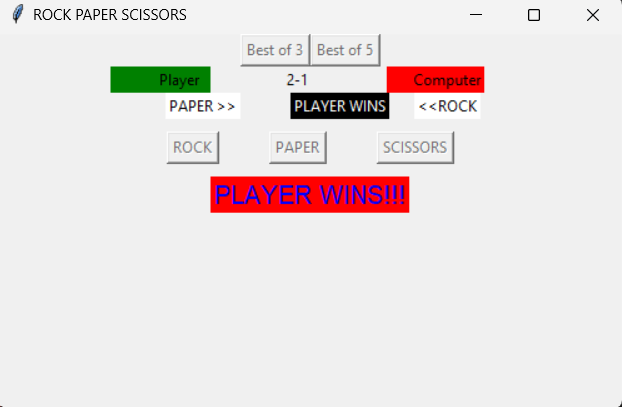 ROCK PAPER SCISSORS
Best of 3 Best of 5
Player 2-1 Computer
PAPER >> PLAYER WINS <<ROCK
ROCK PAPER SCISSORS
PLAYER WINS!!!